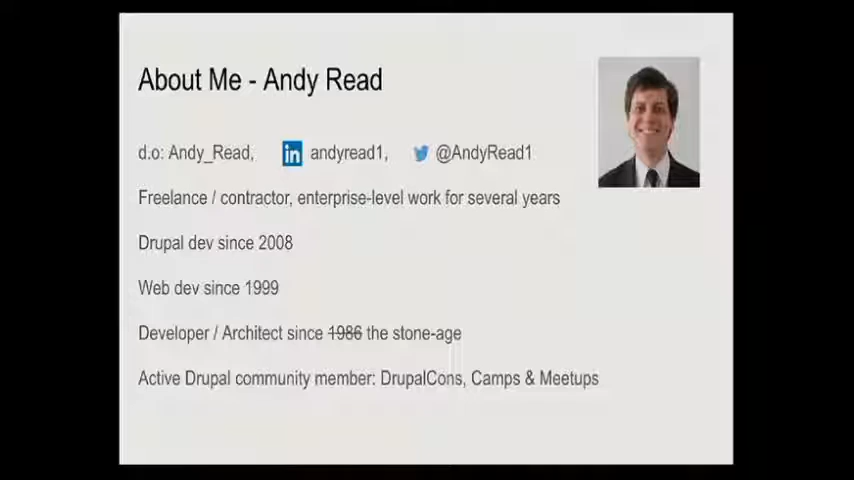 About Me - Andy Read
d.o: Andy_Read, in andyread1, @AndyRead1
Freelance / contractor, enterprise-level work for several years
Drupal dev since 2008
Web dev since 1999
Developer / Architect since 1986 the stone-age
Active Drupal community member: DrupalCons, Camps & Meetups